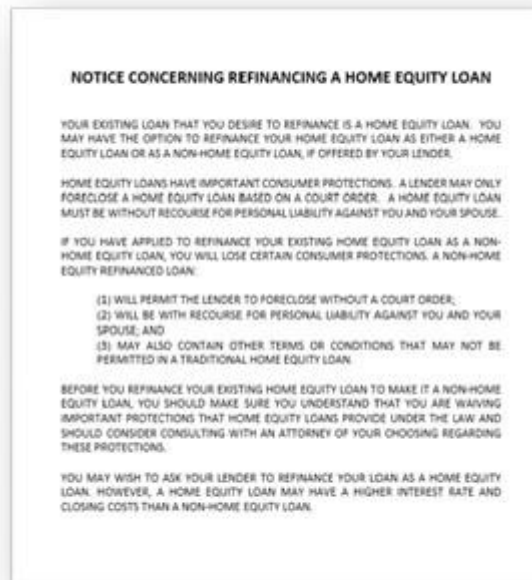 NOTICE CONCERNING REFINANCING A HOME EQUITY LOAN
YOUR EXISTING LOAN THAT YOU DESIRE TO REFINANCE IS A HOME EQUITY LOAN. YOU
MAY HAVE THE OPTION TO REFINANCE YOUR HOME EQUITY LOAN AS EITHER A HOME
EQUITY LOAN OR AS A NON-HOME EQUITY LOAN, IF OFFERED BY YOUR LENDER.
HOME EQUITY LOANS HAVE IMPORTANT CONSUMER PROTECTIONS. A LENDER MAY ONLY
FORECLOSE A HOME EQUITY LOAN BASED ON A COURT ORDER. A HOME EQUITY LOAN
MUST BE WITHOUT RECOURSE FOR PERSONAL LIABILITY AGAINST YOU AND YOUR SPOUSE.
IF YOU HAVE APPLIED TO REFINANCE YOUR EXISTING HOME EQUITY LOAN AS A NON-
HOME EQUITY LOAN, YOU WILL LOSE CERTAIN CONSUMER PROTECTIONS. A NON-HOME
EQUITY REFINANCED LOAN:
(1) WILL PERMIT THE LENDER TO FORECLOSE WITHOUT A COURT ORDER;
(2) WILL BE WITH RECOURSE FOR PERSONAL LIABILITY AGAINST YOU AND YOUR
SPOUSE; AND
(3) MAY ALSO CONTAIN OTHER TERMS OR CONDITIONS THAT MAY NOT BE
PERMITTED IN A TRADITIONAL HOME EQUITY LOAN.
BEFORE YOU REFINANCE YOUR EXISTING HOME EQUITY LOAN TO MAKE IT A NON-HOME
EQUITY LOAN, YOU SHOULD MAKE SURE YOU UNDERSTAND THAT YOU ARE WAIVING
IMPORTANT PROTECTIONS THAT HOME EQUITY LOANS PROVIDE UNDER THE LAW AND
SHOULD CONSIDER CONSULTING WITH AN ATTORNEY OF YOUR CHOOSING REGARDING
THESE PROTECTIONS.
YOU MAY WISH TO ASK YOUR LENDER TO REFINANCE YOUR LOAN AS A HOME EQUITY
LOAN. HOWEVER, A HOME EQUITY LOAN MAY HAVE A HIGHER INTEREST RATE AND
CLOSING COSTS THAN A NON-HOME EQUITY LOAN.